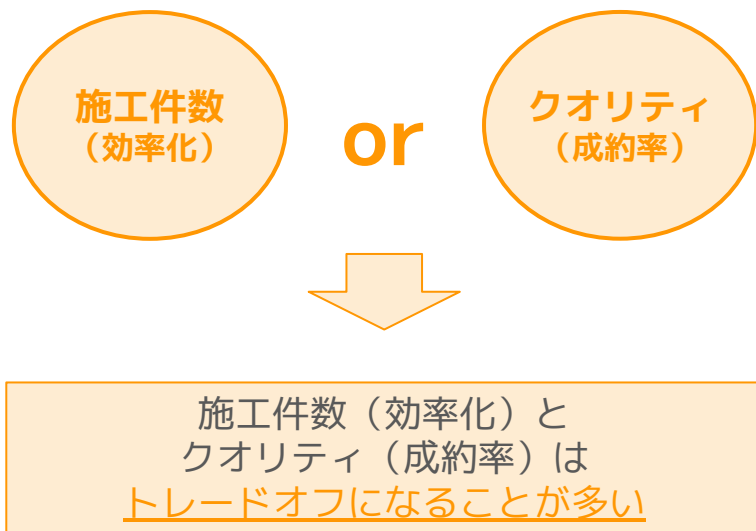 施工件数
（効率化）
or
クオリティ
（成約率）
施工件数（効率化）と
クオリティ（成約率）は
トレードオフになることが多い